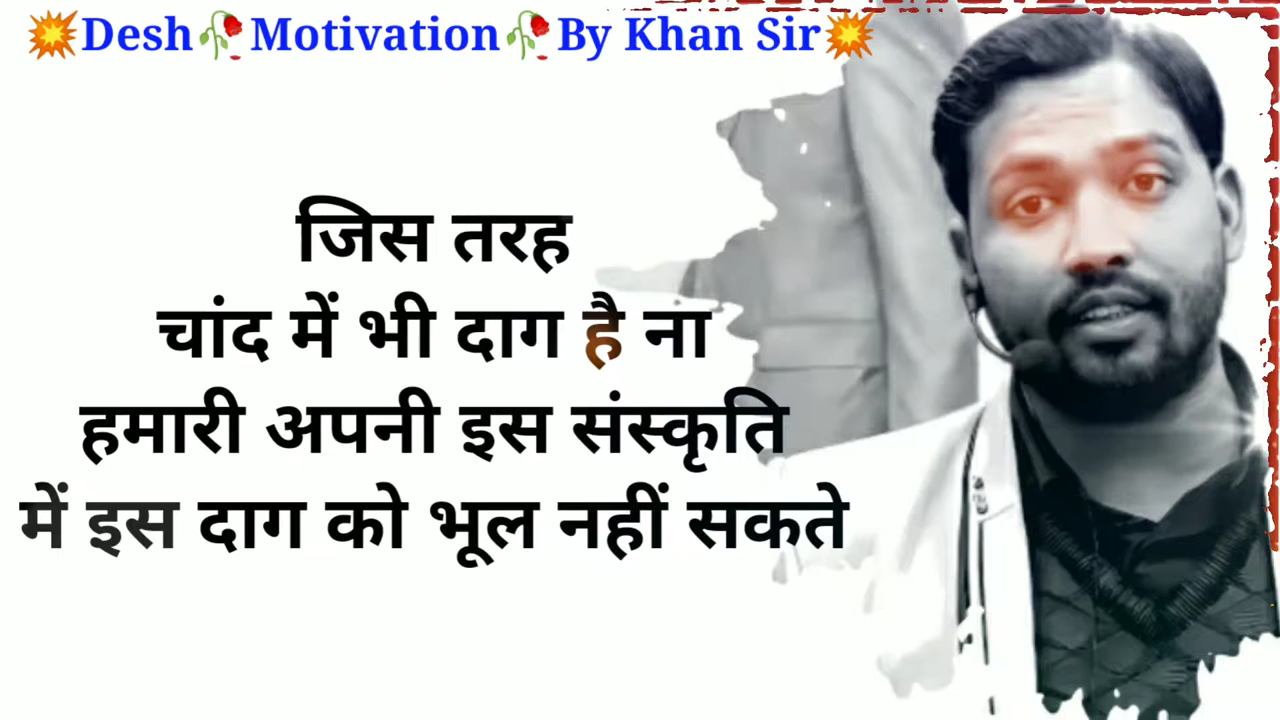 💥Desh🥀Motivation🥀By Khan Sir💥
जिस तरह
चांद में भी दाग है ना
हमारी अपनी इस संस्कृति
में इस दाग को भूल नहीं सकते